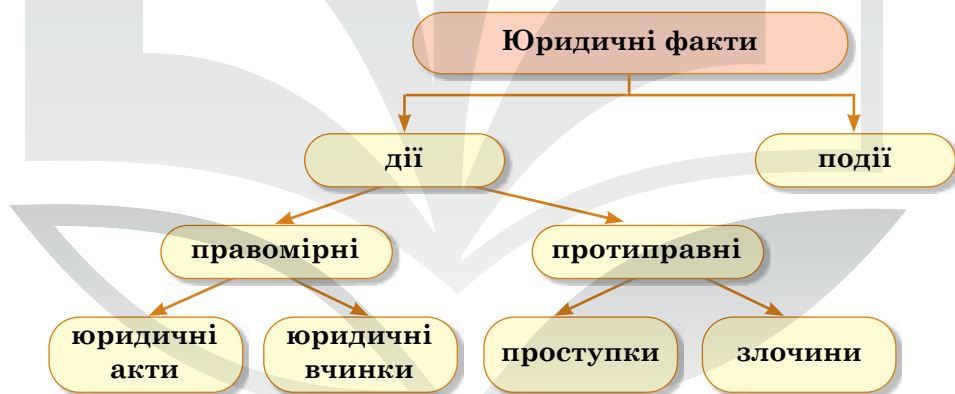 Юридичні факти
дії
події
правомірні
протиправні
юридичні
акти
юридичні
вчинки
проступки
злочини